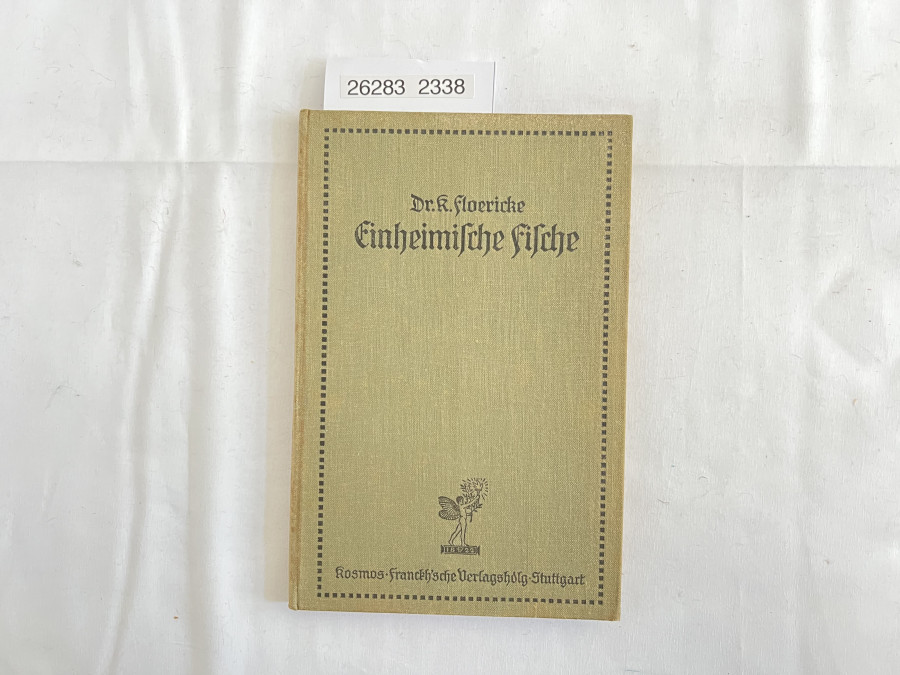 26283 2338
Dr. K. Floericke
Einheimische Fische
Kosmos · Franckh'sche Verlagshdlg · Stuttgart